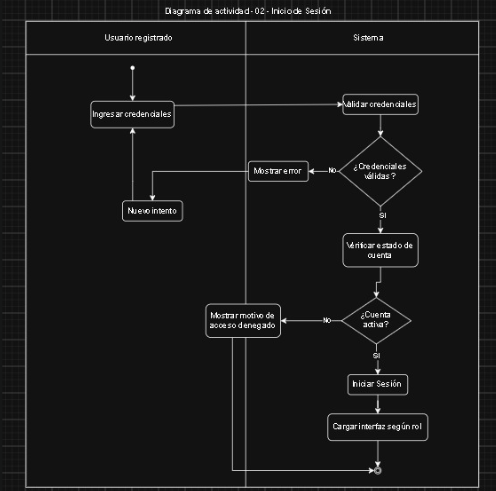 Diagrama de actividad - 02 - Inicio de Sesión
Usuario registrado
Sistema
Ingresar credenciales
Validar credenciales
¿Credenciales
válidas?
No
Mostrar error
Nuevo intento
SI
Verificar estado de
cuenta
¿Cuenta
activa?
No
Mostrar motivo de
acceso denegado
SI
Iniciar Sesión
Cargar interfaz según rol